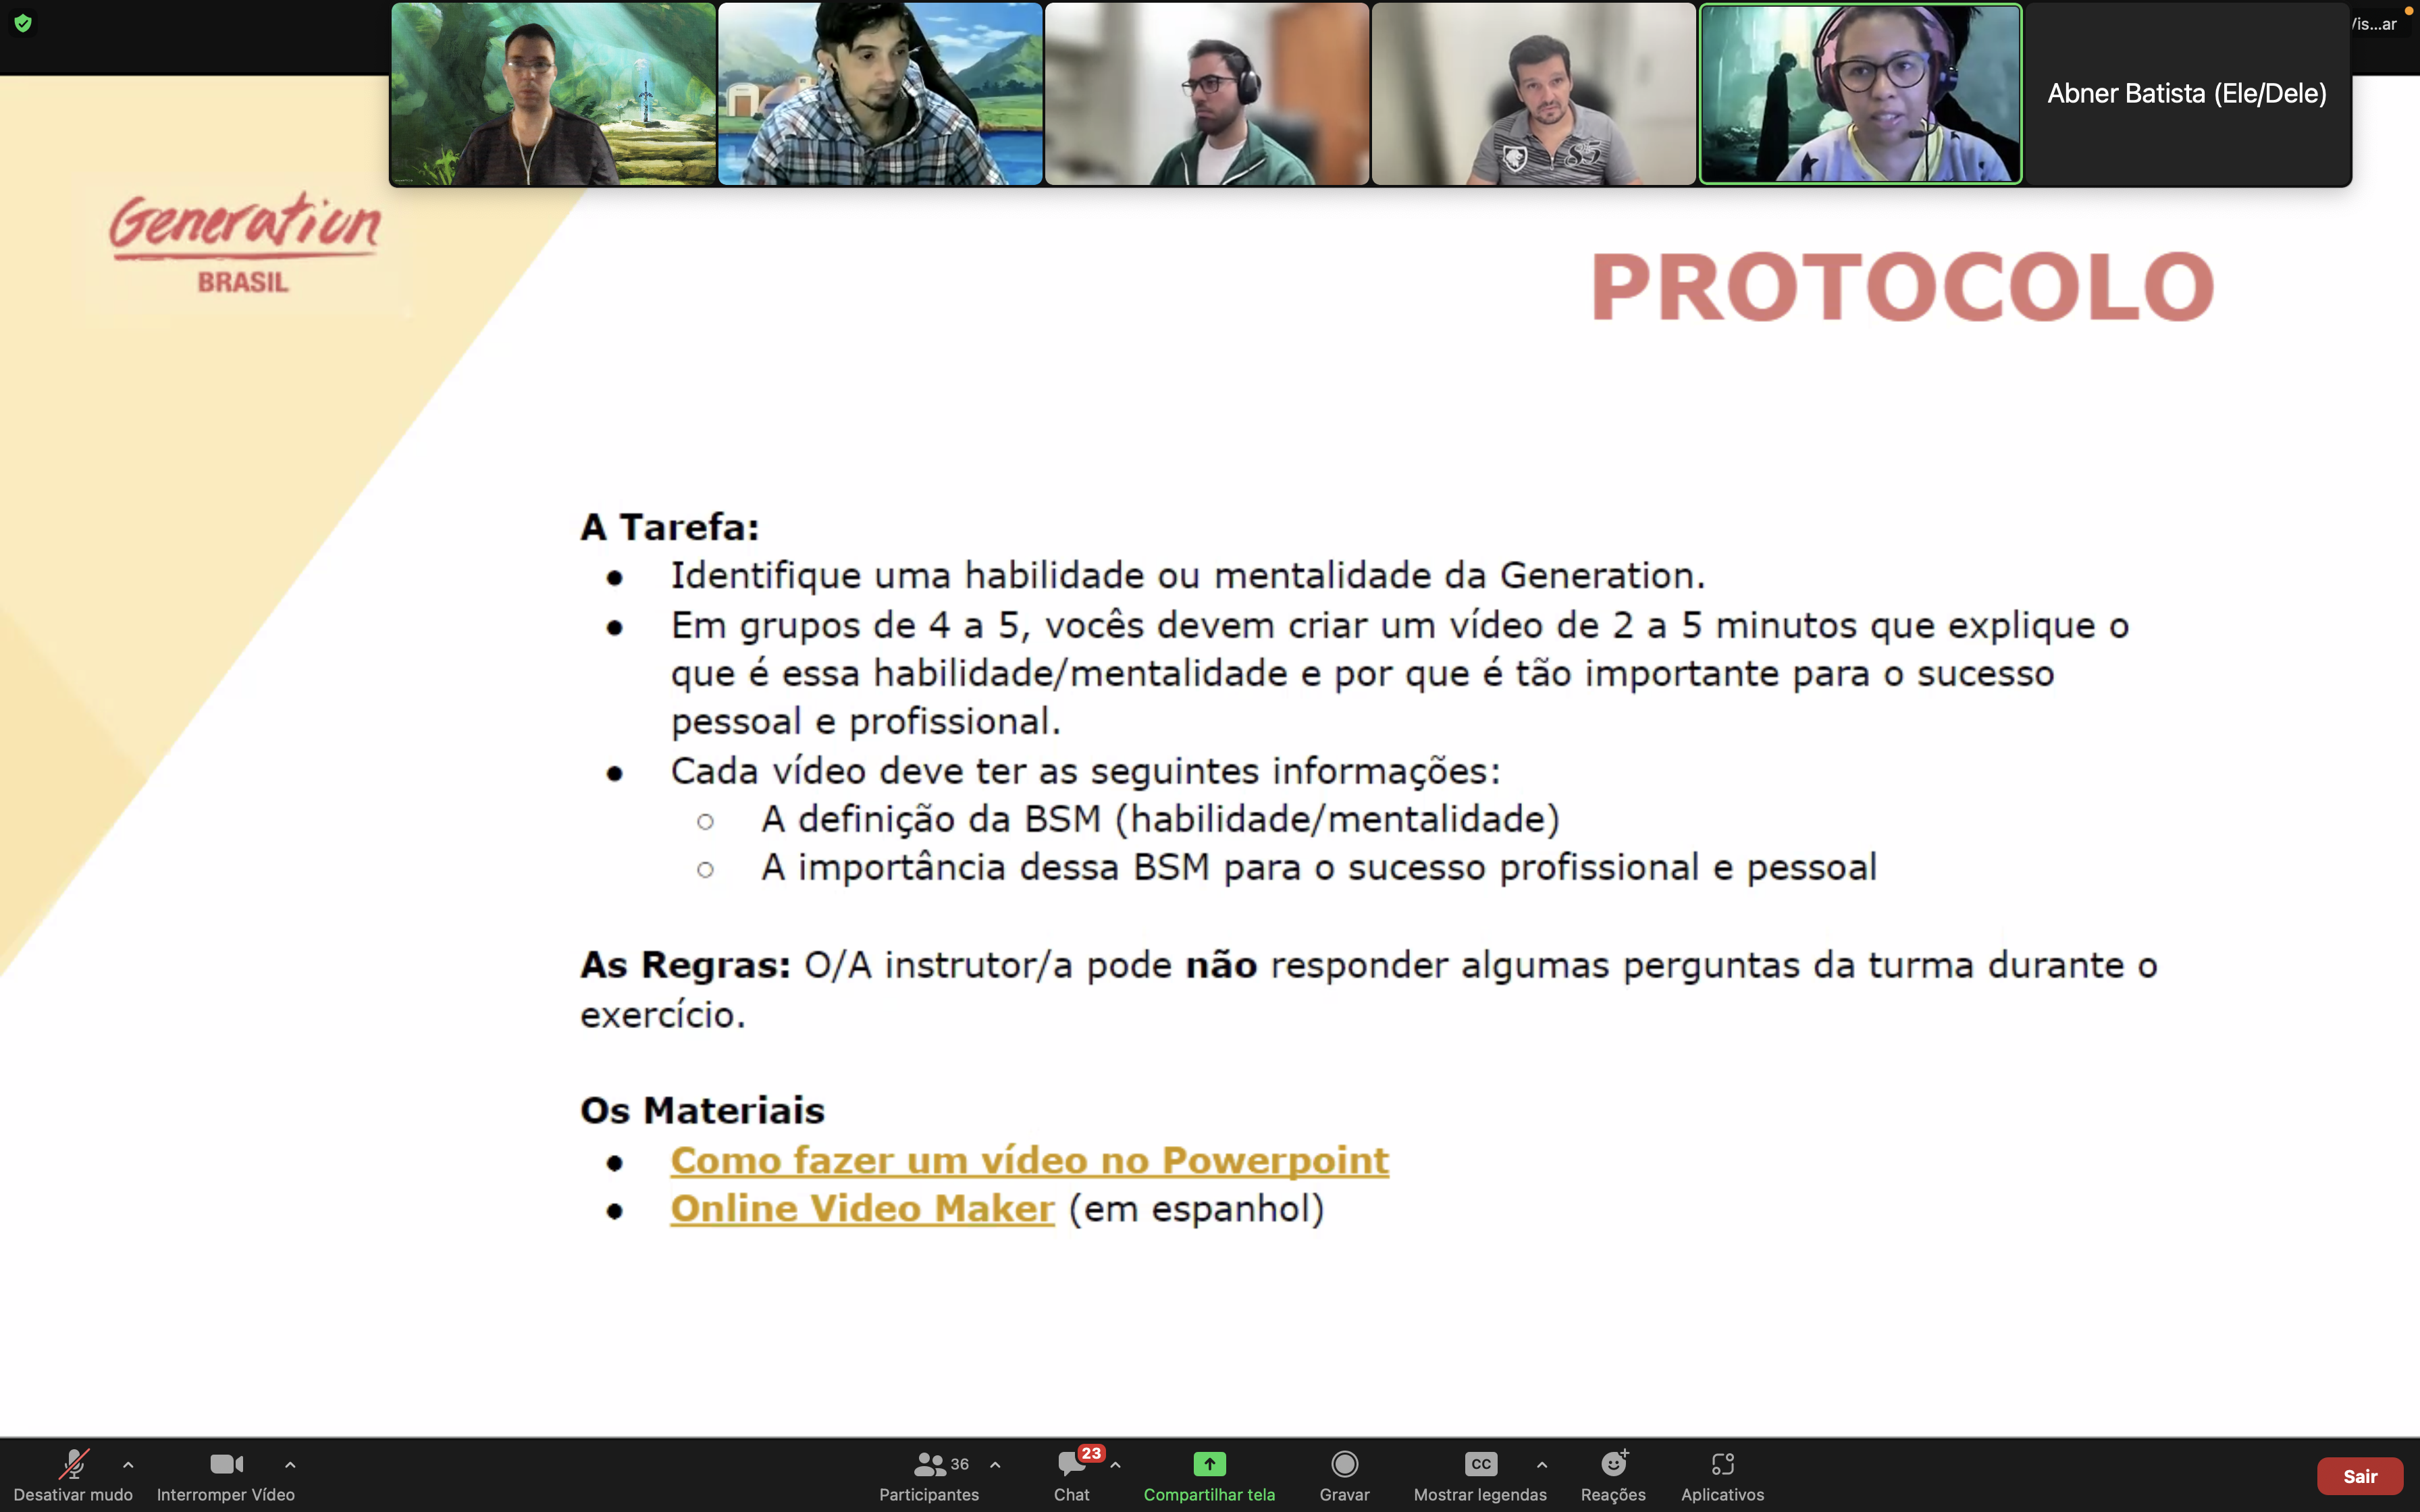 /is...ar
Abner Batista (Ele/Dele)
85
Generation
BRASIL
PROTOCOLO
A Tarefa:
● Identifique uma habilidade ou mentalidade da Generation.
● Em grupos de 4 a 5, vocês devem criar um vídeo de 2 a 5 minutos que explique o
que é essa habilidade/mentalidade e por que é tão importante para o sucesso
pessoal e profissional.
● Cada vídeo deve ter as seguintes informações:
○ A definição da BSM (habilidade/mentalidade)
○ A importância dessa BSM para o sucesso profissional e pessoal
As Regras: O/A instrutor/a pode não responder algumas perguntas da turma durante o
exercício.
Os Materiais
● Como fazer um vídeo no Powerpoint
● Online Video Maker (em espanhol)
36
23
CC
Desativar mudo
Interromper Vídeo
Participantes
Chat
Compartilhar tela
Gravar
Mostrar legendas
Reações
Aplicativos
Sair